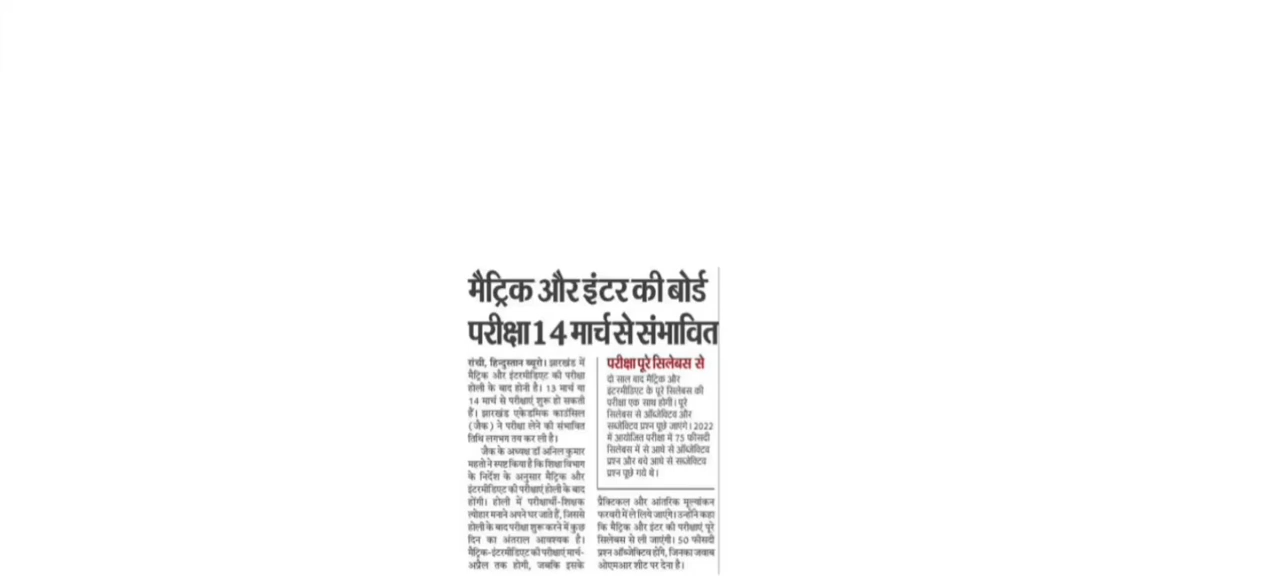 मैट्रिक और इंटर की बोर्ड
परीक्षा 14 मार्च से संभावित
रांची, हिन्दुस्तान ब्यूरो। झारखंड में
मैट्रिक और इंटरमीडिएट की परीक्षा
होली के बाद होनी है। 13 मार्च या
14 मार्च से परीक्षाएं शुरू हो सकती
हैं। झारखंड एकेडमिक काउंसिल
(जैक) ने परीक्षा लेने की संभावित
तिथि लगभग तय कर ली है।
जैक के अध्यक्ष डॉ अनिल कुमार
महतो ने स्पष्ट किया है कि शिक्षा विभाग
के निर्देश के अनुसार मैट्रिक और
इंटरमीडिएट की परीक्षाएं होली के बाद
होंगी। होली में परीक्षार्थी-शिक्षक
त्योहार मनाने अपने घर जाते हैं, जिससे
होली के बाद परीक्षा शुरू करने में कुछ
दिन का अंतराल आवश्यक है।
मैट्रिक-इंटरमीडिएट की परीक्षाएं मार्च-
अप्रैल तक होगी, जबकि इसके
परीक्षा पूरे सिलेबस से
दो साल बाद मैट्रिक और
इंटरमीडिएट के पूरे सिलेबस की
परीक्षा एक साथ होगी। पूरे
सिलेबस से ऑब्जेक्टिव और
सब्जेक्टिव प्रश्न पूछे जाएंगे। 2022
में आयोजित परीक्षा में 75 फीसदी
सिलेबस में से आधे से ऑब्जेक्टिव
प्रश्न और बचे आधे से सब्जेक्टिव
प्रश्न पूछे गये थे।
प्रैक्टिकल और आंतरिक मूल्यांकन
फरवरी में ले लिये जाएंगे। उन्होंने कहा
कि मैट्रिक और इंटर की परीक्षाएं पूरे
सिलेबस से ली जाएंगी। 50 फीसदी
प्रश्न ऑब्जेक्टिव होंगे, जिनका जवाब
ओएमआर शीट पर देना है।